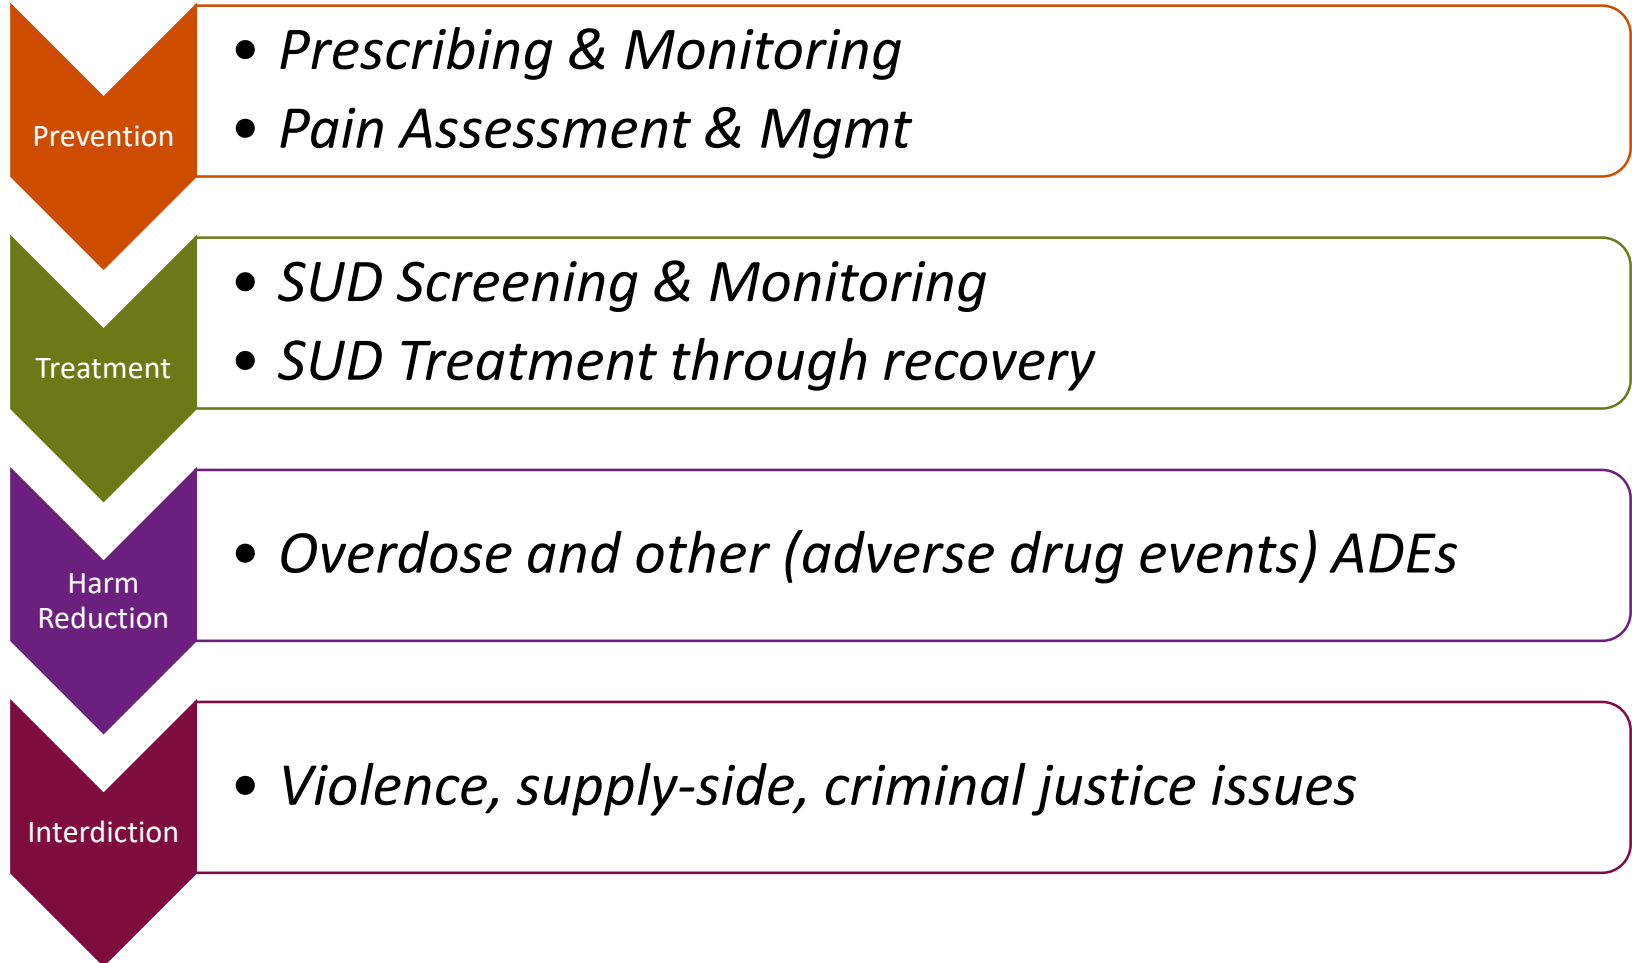 Prevention
• Prescribing & Monitoring
• Pain Assessment & Mgmt
Treatment
• SUD Screening & Monitoring
• SUD Treatment through recovery
Harm
Reduction
• Overdose and other (adverse drug events) ADEs
Interdiction
• Violence, supply-side, criminal justice issues